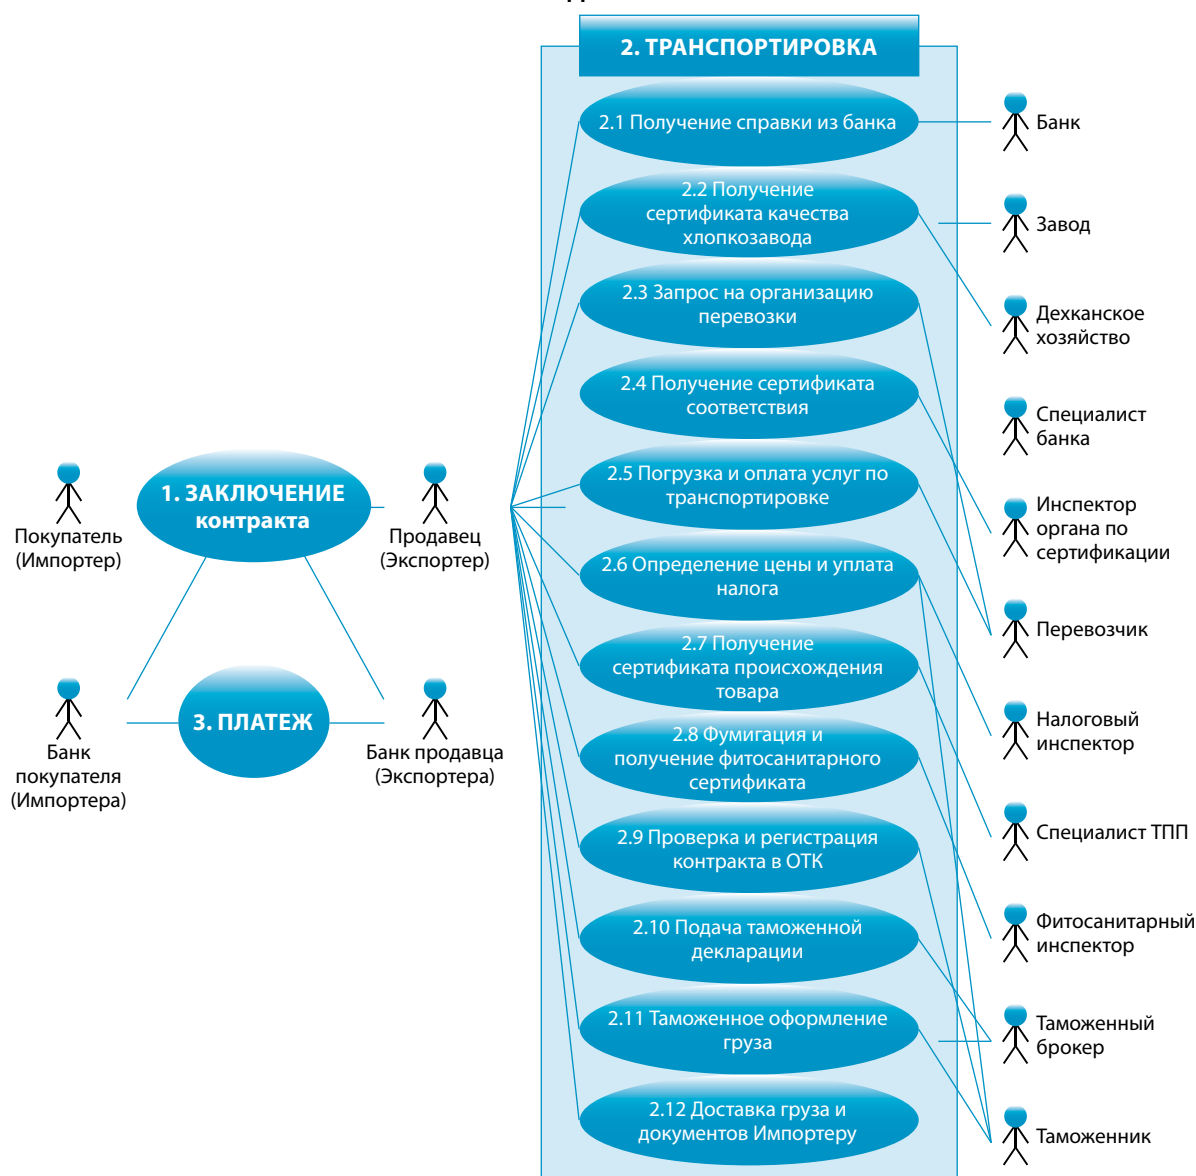 2. ТРАНСПОРТИРОВКА
2.1 Получение справки из банка
2.2 Получение
сертификата качества
хлопкозавода
2.3 Запрос на организацию
перевозки
2.4 Получение сертификата
соответствия
2.5 Погрузка и оплата услуг по
транспортировке
2.6 Определение цены и уплата
налога
2.7 Получение
сертификата происхождения
товара
2.8 Фумигация и
получение фитосанитарного
сертификата
2.9 Проверка и регистрация
контракта в ОТК
2.10 Подача таможенной
декларации
2.11 Таможенное оформление
груза
2.12 Доставка груза и
документов Импортеру
1. ЗАКЛЮЧЕНИЕ
контракта
Покупатель
(Импортер)
Продавец
(Экспортер)
3. ПЛАТЕЖ
Банк
покупателя
(Импортера)
Банк продавца
(Экспортера)
Банк
Завод
Дехканское
хозяйство
Специалист
банка
Инспектор
органа по
сертификации
Перевозчик
Налоговый
инспектор
Специалист ТПП
Фитосанитарный
инспектор
Таможенный
брокер
Таможенник